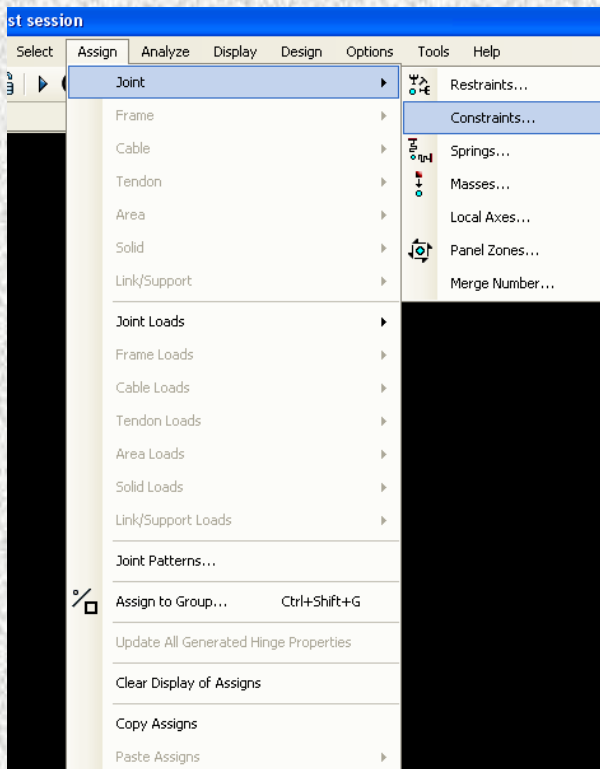 st session
Select Assign Analyze Display Design Options Tools Help
Joint
Frame
Cable
Tendon
Area
Solid
Link/Support
Joint Loads
Frame Loads
Cable Loads
Tendon Loads
Area Loads
Solid Loads
Link/Support Loads
Joint Patterns...
Assign to Group... Ctrl+Shift+G
Update All Generated Hinge Properties
Clear Display of Assigns
Copy Assigns
Paste Assigns
Restraints...
Constraints...
Springs...
Masses...
Local Axes...
Panel Zones...
Merge Number...